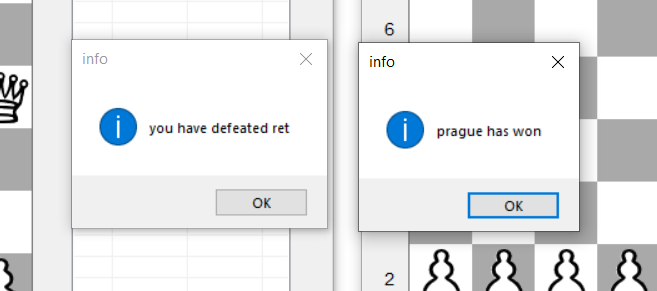 6
info
you have defeated ret
OK
info
prague has won
OK
2